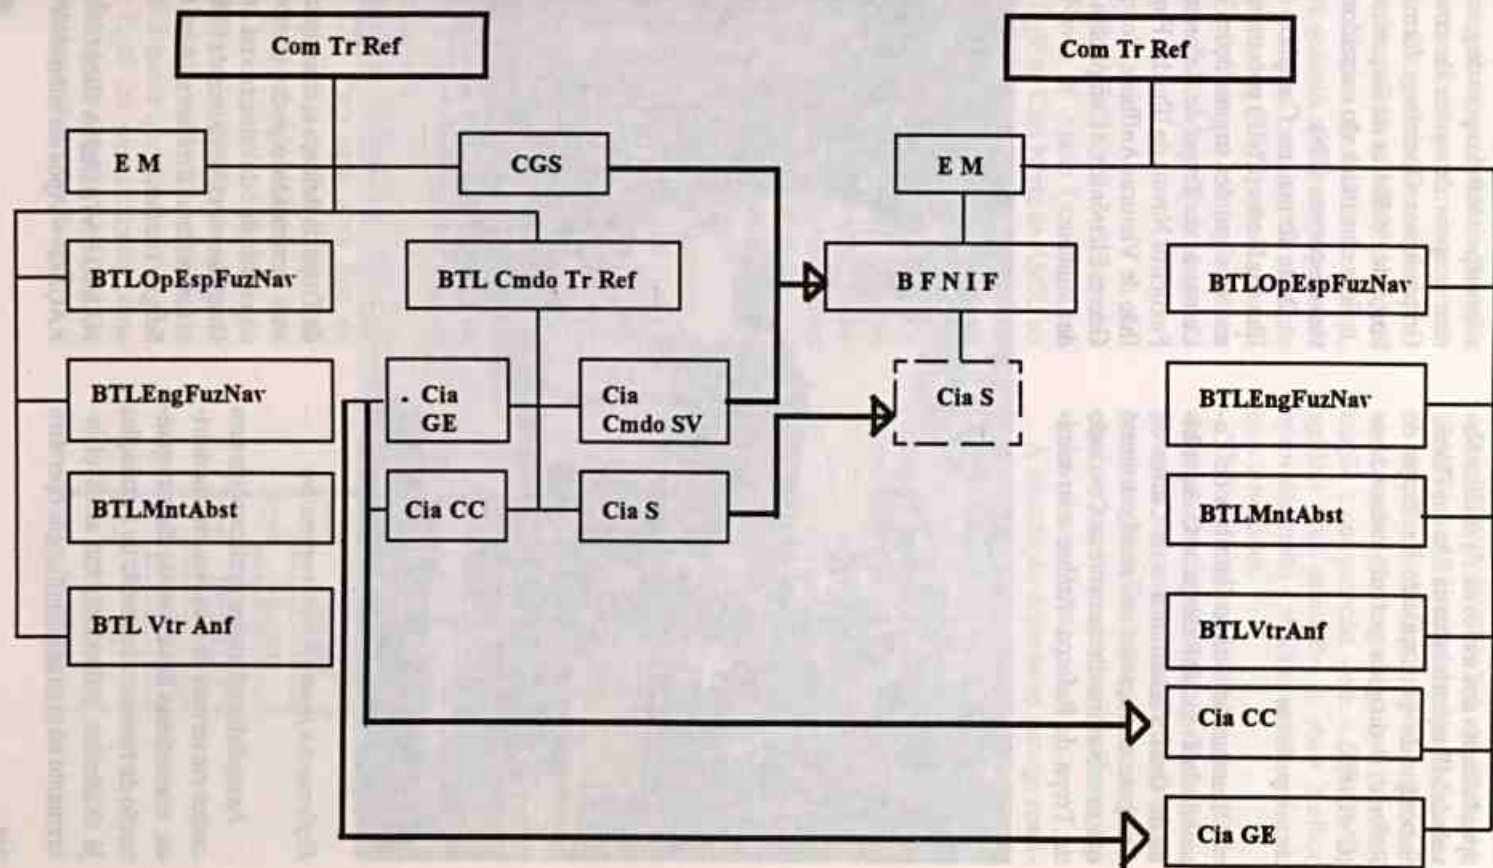 Com Tr Ref
Com Tr Ref
E M
CGS
E M
BTLOpEspFuzNav
BTL Cmdo Tr Ref
B F N I F
BTLOpEspFuzNav
BTLEngFuzNav
. Cia
GE
Cia
Cmdo SV
Cia S
BTLEngFuzNav
BTLMntAbst
Cia CC
Cia S
BTLMntAbst
BTL Vtr Anf
BTLVtrAnf
Cia CC
Cia GE